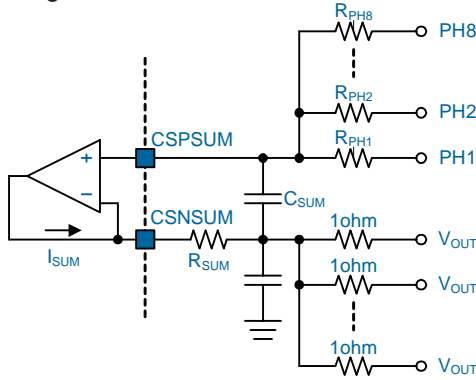 R_PH8
PH8
R_PH2
PH2
R_PH1
PH1
CSPSUM
+
−
C_SUM
CSNSUM
I_SUM
R_SUM
1ohm
V_OUT
1ohm
V_OUT
1ohm
V_OUT